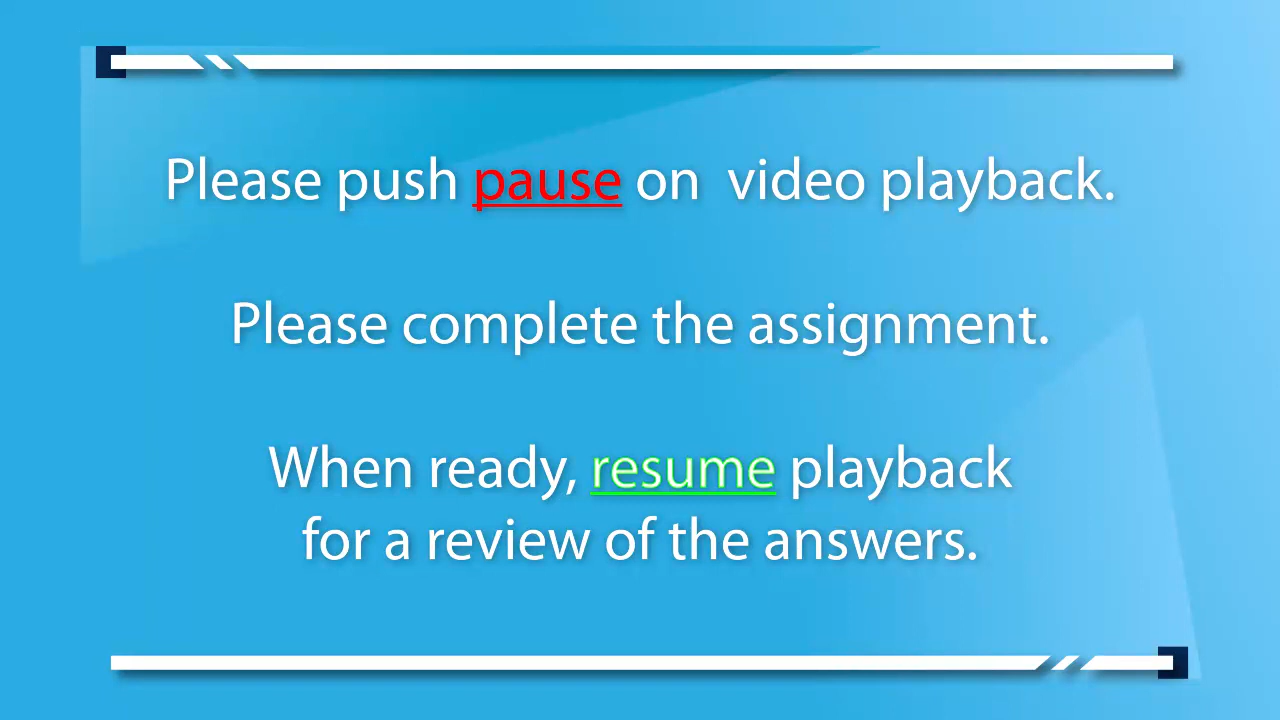 Please push pause on  video playback.
Please complete the assignment.
When ready, resume playback
for a review of the answers.